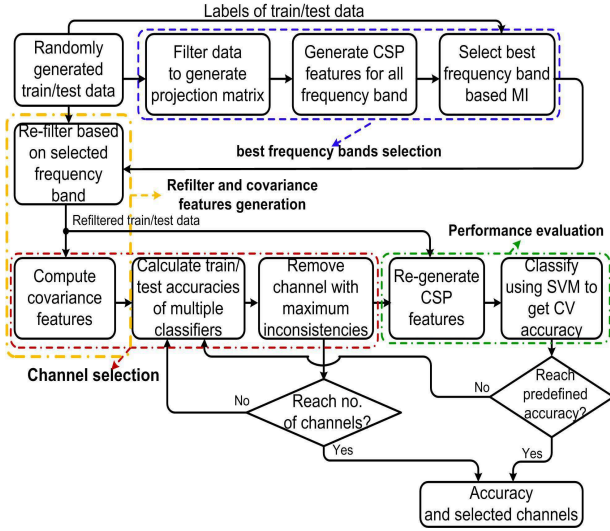 Labels of train/test data
Randomly
generated
train/test data
Filter data
to generate
projection matrix
Generate CSP
features for all
frequency band
Select best
frequency band
based MI
Re-filter based
on selected
frequency
band
best frequency bands selection
Refilter and covariance
features generation
Refiltered train/test data
Performance evaluation
Compute
covariance
features
Calculate train/
test accuracies
of multiple
classifiers
Remove
channel with
maximum
inconsistencies
Re-generate
CSP
features
Classify
using SVM to
get CV
accuracy
Channel selection
No
Reach no.
of channels?
Yes
No
Reach
predefined
accuracy?
Yes
Accuracy
and selected channels